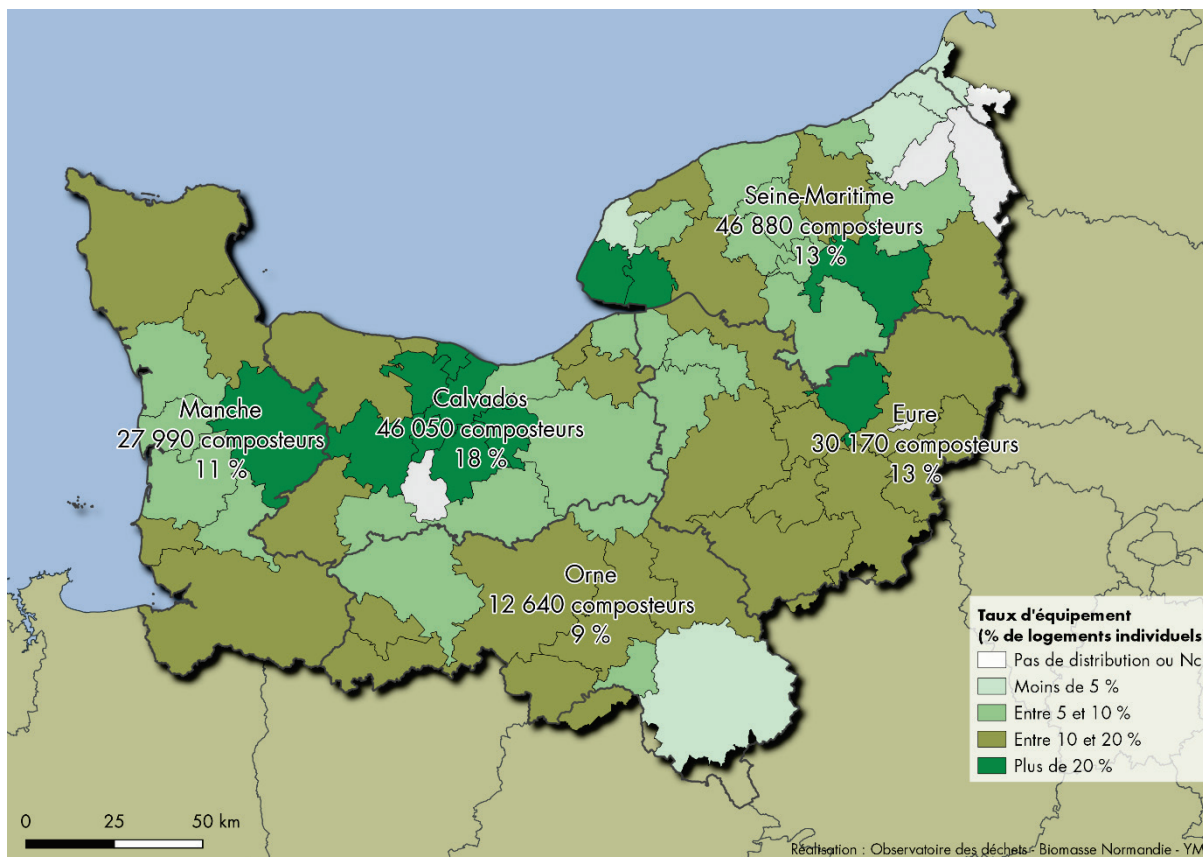 Seine-Maritime
46 880 composteurs
13 %
Manche
27 990 composteurs
11 %
Calvados
46 050 composteurs
18 %
Eure
30 170 composteurs
13 %
Orne
12 640 composteurs
9 %
Taux d'équipement
(% de logements individuels
Pas de distribution ou Nc
Moins de 5 %
Entre 5 et 10 %
Entre 10 et 20 %
Plus de 20 %
0 25 50 km
Réalisation : Observatoire des déchets - Biomasse Normandie - YM